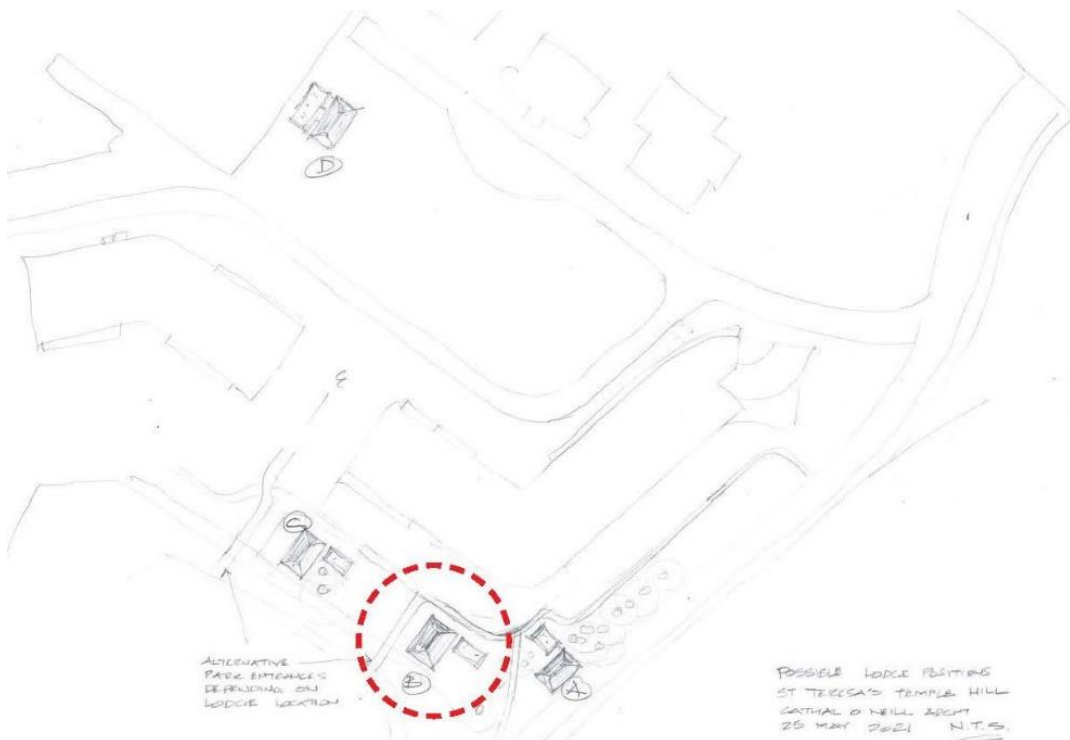 D
E
C
B
A
ALTERNATIVE
PARK ENTRANCES
DEPENDING ON
LODGE LOCATION
POSSIBLE LODGE POSITIONS
ST TERESA'S TEMPLE HILL
CATHAL O NEILL ARCHT
25 MAY 2021 N.T.S.